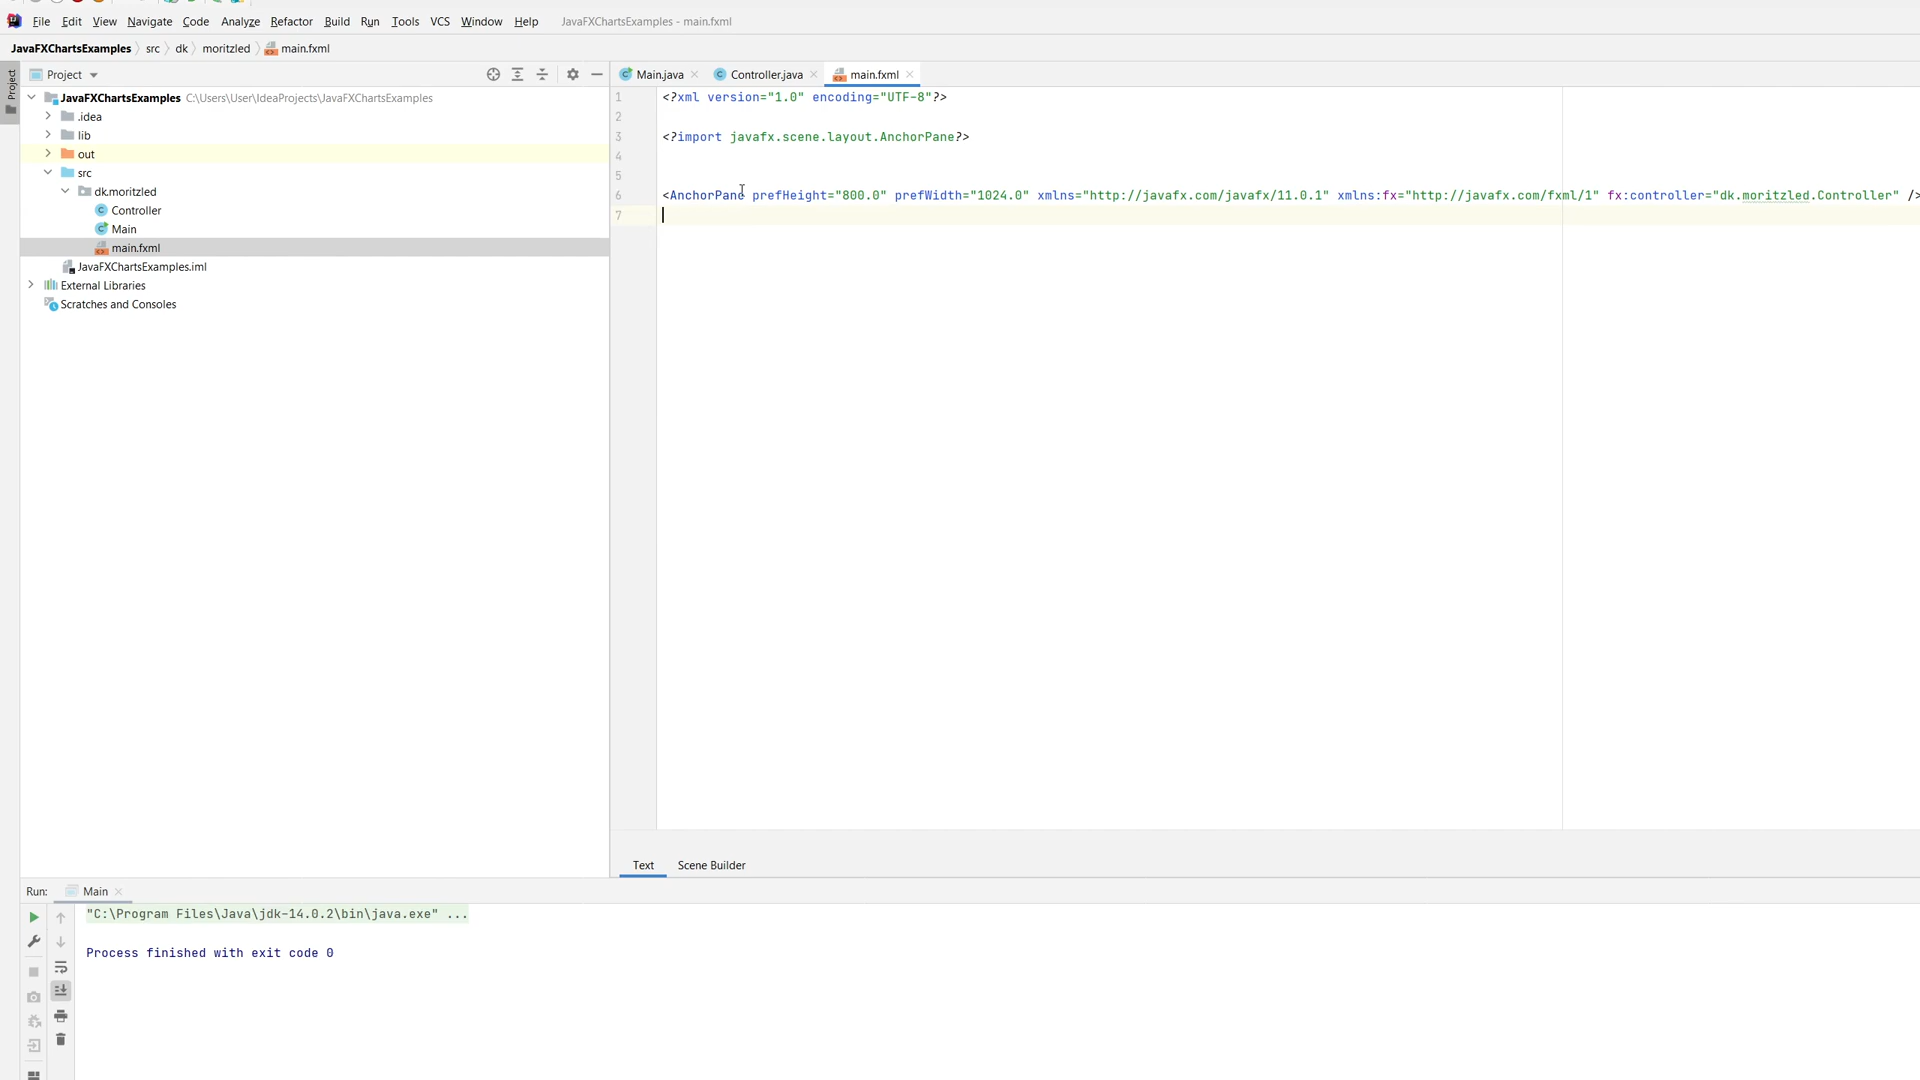 File Edit View Navigate Code Analyze Refactor Build Run Tools VCS Window Help JavaFXChartsExamples - main.fxml
JavaFXChartsExamples src dk moritzled main.fxml
Project
Project
JavaFXChartsExamples C:\Users\User\IdeaProjects\JavaFXChartsExamples
.idea
lib
out
src
dk.moritzled
Controller
Main
main.fxml
JavaFXChartsExamples.iml
External Libraries
Scratches and Consoles
Main.java Controller.java main.fxml
1 <?xml version="1.0" encoding="UTF-8"?>
2
3 <?import javafx.scene.layout.AnchorPane?>
4
5
6 <AnchorPane prefHeight="800.0" prefWidth="1024.0" xmlns="http://javafx.com/javafx/11.0.1" xmlns:fx="http://javafx.com/fxml/1" fx:controller="dk.moritzled.Controller" />
7
Text Scene Builder
Run: Main
"C:\Program Files\Java\jdk-14.0.2\bin\java.exe" ...
Process finished with exit code 0